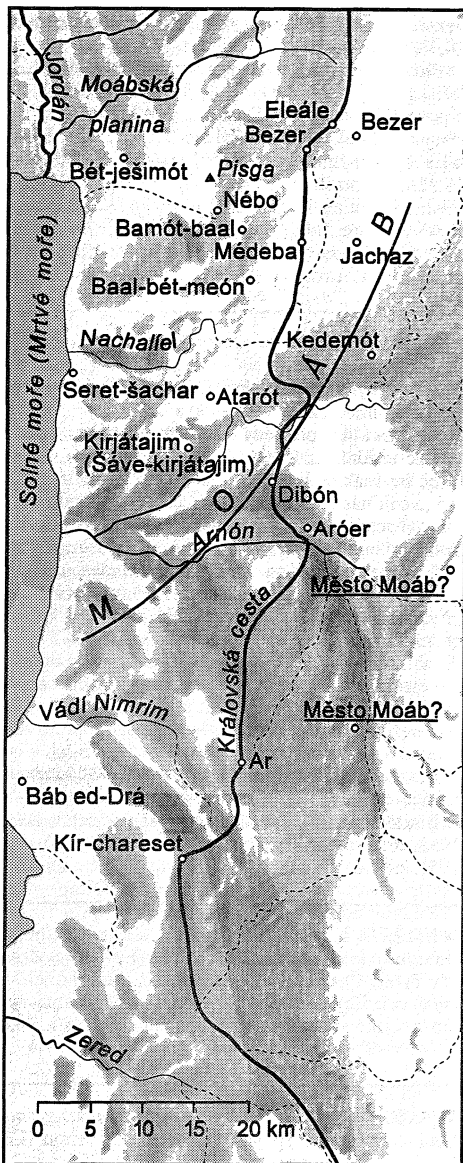 Jordán
Moábská
planina
Eleále
Bezer
Bezer
Bét-ješimót
Pisga
Nébo
Bamót-baal
Médeba
Jachaz
Baal-bét-meón
Solné moře (Mrtvé moře)
Nachalíel
Kedemót
Seret-šachar
Atarót
Kirjátajim
(Šáve-kirjátajim)
Dibón
Arnón
Aróer
M O A B
Město Moáb?
Královská cesta
Vádí Nimrim
Město Moáb?
Ar
Báb ed-Drá
Kír-chareset
Zered
0 5 10 15 20 km